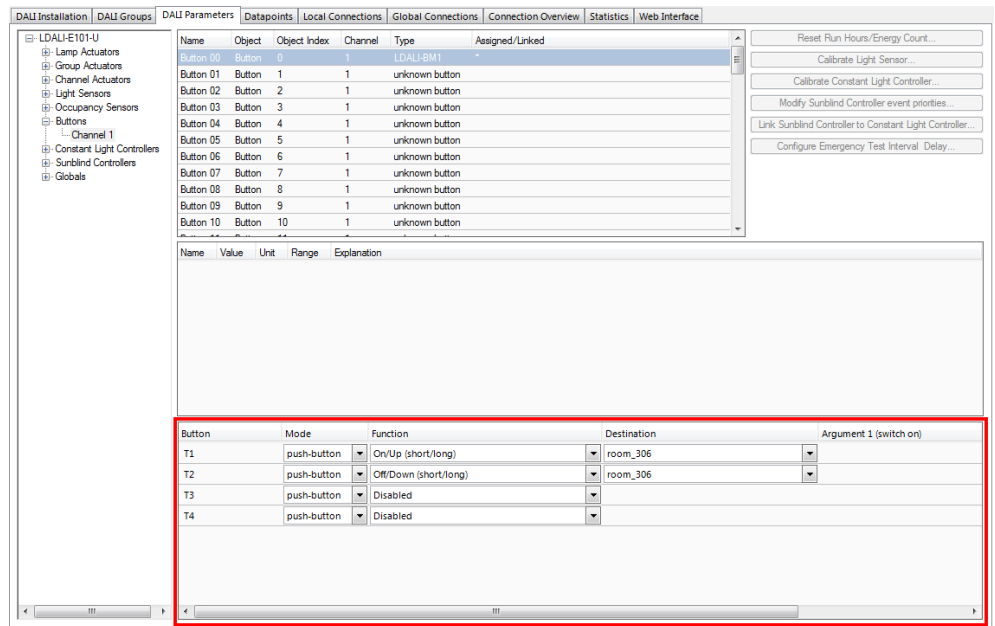 DALI Installation DALI Groups DALI Parameters Datapoints Local Connections Global Connections Connection Overview Statistics Web Interface
LDALI-E101-U
Lamp Actuators
Group Actuators
Channel Actuators
Light Sensors
Occupancy Sensors
Buttons
Channel 1
Constant Light Controllers
Sunblind Controllers
Globals
Name Object Object Index Channel Type Assigned/Linked
Button 00 Button 0 1 LDALI-BM1 *
Button 01 Button 1 1 unknown button
Button 02 Button 2 1 unknown button
Button 03 Button 3 1 unknown button
Button 04 Button 4 1 unknown button
Button 05 Button 5 1 unknown button
Button 06 Button 6 1 unknown button
Button 07 Button 7 1 unknown button
Button 08 Button 8 1 unknown button
Button 09 Button 9 1 unknown button
Button 10 Button 10 1 unknown button
Reset Run Hours/Energy Count...
Calibrate Light Sensor...
Calibrate Constant Light Controller...
Modify Sunblind Controller event priorities...
Link Sunblind Controller to Constant Light Controller...
Configure Emergency Test Interval Delay...
Name Value Unit Range Explanation
Button Mode Function Destination Argument 1 (switch on)
T1 push-button On/Up (short/long) room_306
T2 push-button Off/Down (short/long) room_306
T3 push-button Disabled
T4 push-button Disabled